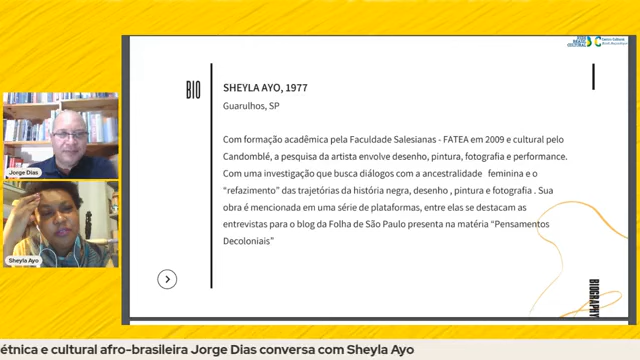 BIO
SHEYLA AYO, 1977
Guarulhos, SP
Com formação acadêmica pela Faculdade Salesianas - FATEA em 2009 e cultural pelo
Candomblé, a pesquisa da artista envolve desenho, pintura, fotografia e performance.
Com uma investigação que busca diálogos com a ancestralidade feminina e o
“refazimento” das trajetórias da história negra, desenho , pintura e fotografia . Sua
obra é mencionada em uma série de plataformas, entre elas se destacam as
entrevistas para o blog da Folha de São Paulo presenta na matéria “Pensamentos
Decoloniais”
BIOGRAPHY
Jorge Dias
Sheyla Ayo
étnica e cultural afro-brasileira Jorge Dias conversa com Sheyla Ayo